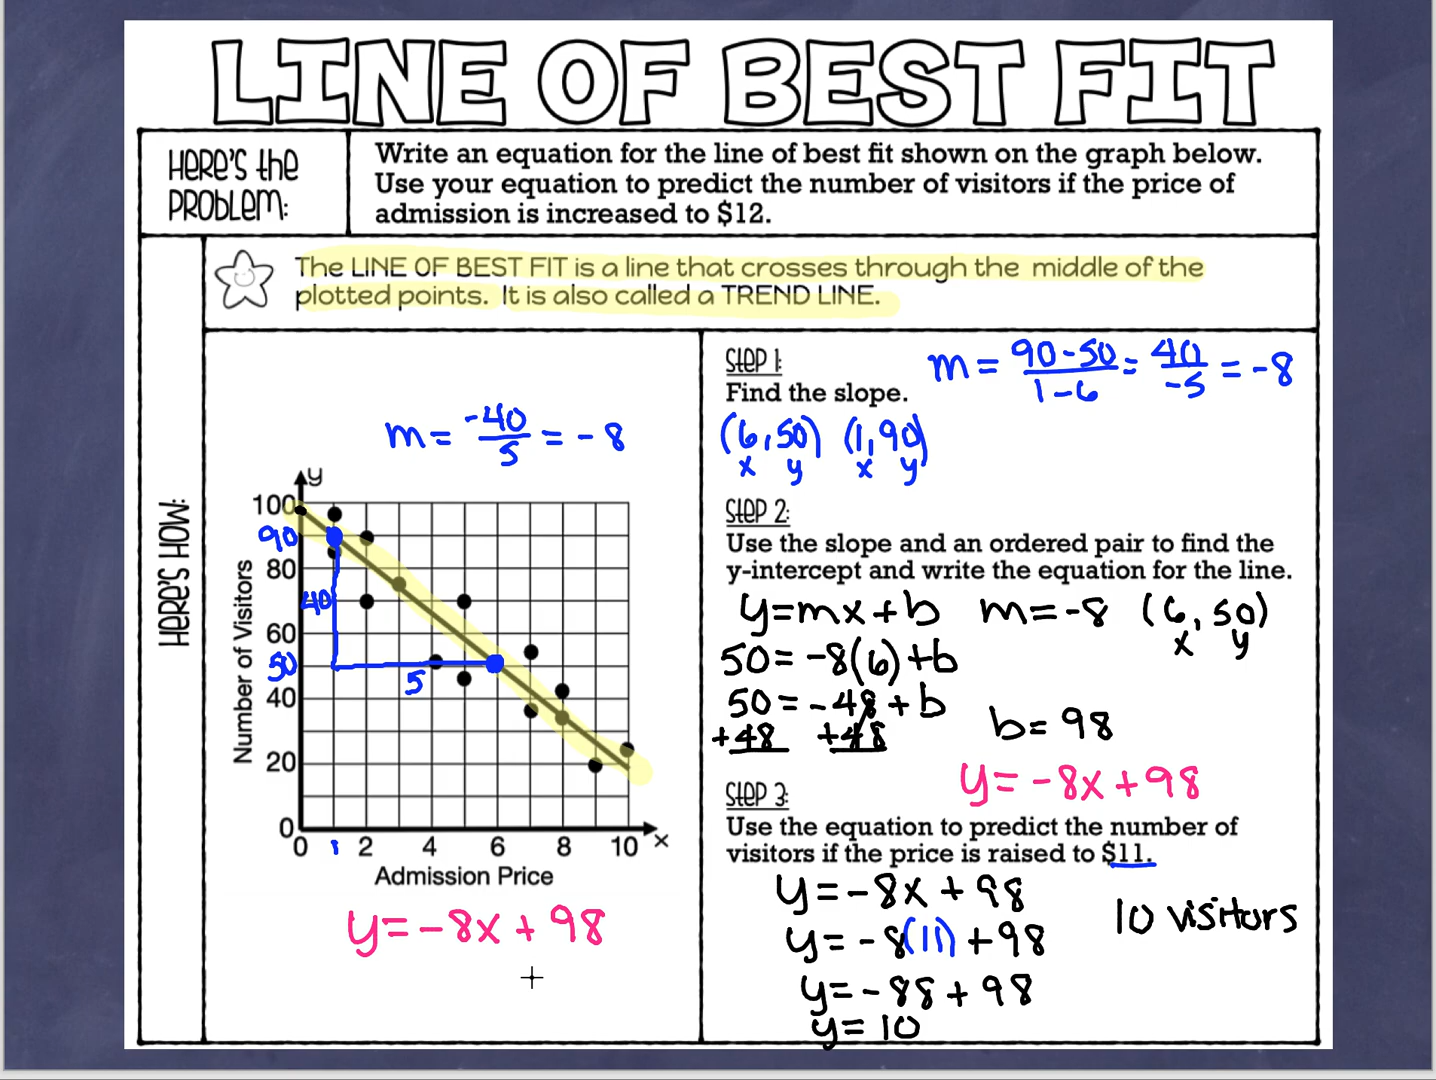 LINE OF BEST FIT
HERE'S the PROBLEM:
Write an equation for the line of best fit shown on the graph below.
Use your equation to predict the number of visitors if the price of
admission is increased to $12.
The LINE OF BEST FIT is a line that crosses through the middle of the
plotted points. It is also called a TREND LINE.
HERE'S HOW:
m = -40/5 = -8
y
100
90
80
40
60
50
5
40
20
0
Number of Visitors
0 1 2 4 6 8 10 x
Admission Price
y = -8x + 98
Step 1:
Find the slope.
m = 90-50/1-6 = 40/-5 = -8
(6, 50) (1, 90)
x y x y
Step 2:
Use the slope and an ordered pair to find the
y-intercept and write the equation for the line.
y=mx+b m=-8 (6, 50)
x y
50 = -8(6) +b
50 = -48 + b
+48 +48
b = 98
y = -8x + 98
Step 3:
Use the equation to predict the number of
visitors if the price is raised to $11.
y = -8x + 98
y = -8(11) + 98
y = -88 + 98
y = 10
10 visitors